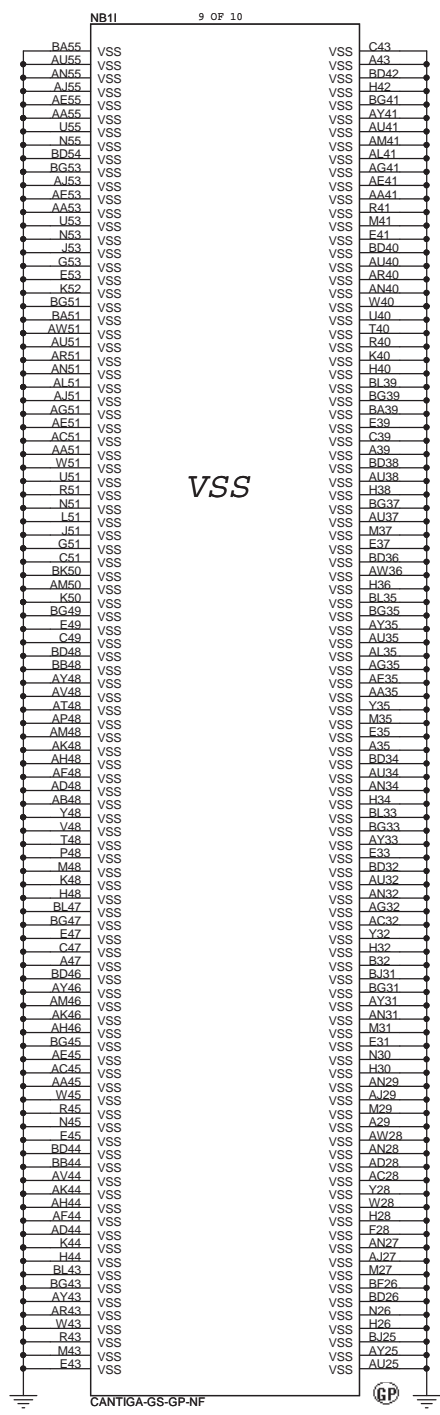 NB1I 9 OF 10
BA55 VSS VSS C43
AU55 VSS VSS A43
AN55 VSS VSS BD42
AJ55 VSS VSS H42
AE55 VSS VSS BG41
AA55 VSS VSS AY41
U55 VSS VSS AU41
N55 VSS VSS AM41
BD54 VSS VSS AL41
BG53 VSS VSS AG41
AJ53 VSS VSS AE41
AE53 VSS VSS AA41
AA53 VSS VSS R41
U53 VSS VSS M41
N53 VSS VSS E41
J53 VSS VSS BD40
G53 VSS VSS AU40
E53 VSS VSS AR40
K52 VSS VSS AN40
BG51 VSS VSS W40
BA51 VSS VSS U40
AW51 VSS VSS T40
AU51 VSS VSS R40
AR51 VSS VSS K40
AN51 VSS VSS H40
AL51 VSS VSS BL39
AJ51 VSS VSS BG39
AG51 VSS VSS BA39
AE51 VSS VSS E39
AC51 VSS VSS C39
AA51 VSS VSS A39
W51 VSS VSS BD38
U51 VSS VSS AU38
R51 VSS VSS H38
N51 VSS VSS BG37
L51 VSS VSS AU37
J51 VSS VSS M37
G51 VSS VSS E37
C51 VSS VSS BD36
BK50 VSS VSS AW36
AM50 VSS VSS H36
K50 VSS VSS BL35
BG49 VSS VSS BG35
E49 VSS VSS AY35
C49 VSS VSS AU35
BD48 VSS VSS AL35
BB48 VSS VSS AG35
AY48 VSS VSS AE35
AV48 VSS VSS AA35
AT48 VSS VSS Y35
AP48 VSS VSS M35
AM48 VSS VSS E35
AK48 VSS VSS A35
AH48 VSS VSS BD34
AF48 VSS VSS AU34
AD48 VSS VSS AN34
AB48 VSS VSS H34
Y48 VSS VSS BL33
V48 VSS VSS BG33
T48 VSS VSS AY33
P48 VSS VSS E33
M48 VSS VSS BD32
K48 VSS VSS AU32
H48 VSS VSS AN32
BL47 VSS VSS AG32
BG47 VSS VSS AC32
E47 VSS VSS Y32
C47 VSS VSS H32
A47 VSS VSS B32
BD46 VSS VSS BJ31
AY46 VSS VSS BG31
AM46 VSS VSS AY31
AK46 VSS VSS AN31
AH46 VSS VSS M31
BG45 VSS VSS E31
AE45 VSS VSS N30
AC45 VSS VSS H30
AA45 VSS VSS AN29
W45 VSS VSS AJ29
R45 VSS VSS M29
N45 VSS VSS A29
E45 VSS VSS AW28
BD44 VSS VSS AN28
BB44 VSS VSS AD28
AV44 VSS VSS AC28
AK44 VSS VSS Y28
AH44 VSS VSS W28
AF44 VSS VSS H28
AD44 VSS VSS F28
K44 VSS VSS AN27
H44 VSS VSS AJ27
BL43 VSS VSS M27
BG43 VSS VSS BF26
AY43 VSS VSS BD26
AR43 VSS VSS N26
W43 VSS VSS H26
R43 VSS VSS BJ25
M43 VSS VSS AY25
E43 VSS VSS AU25
VSS
CANTIGA-GS-GP-NF
GP